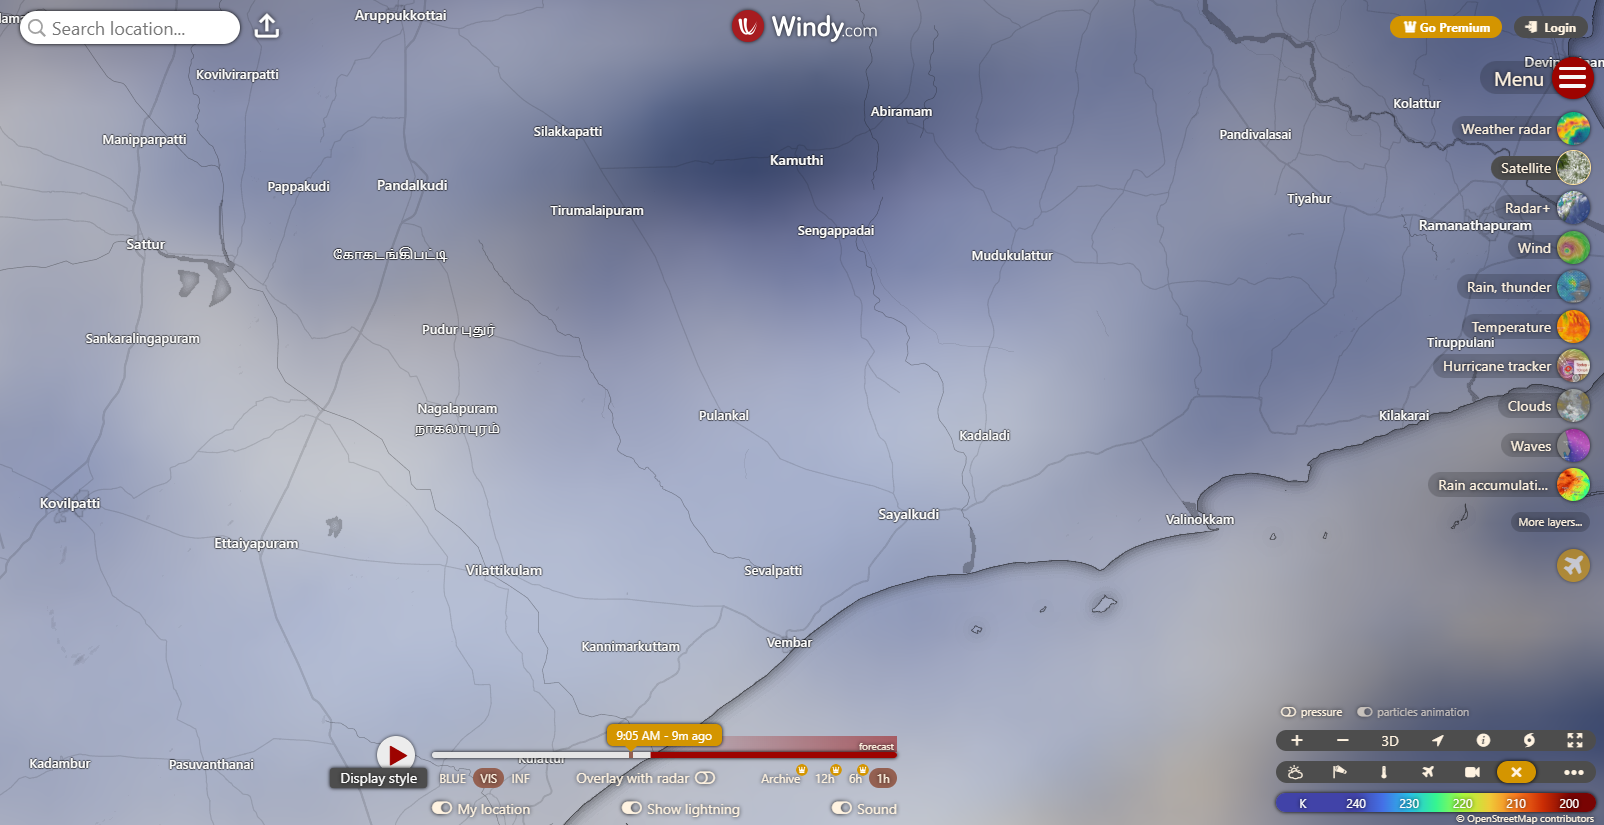 Aruppukkottai
Search location...
Windy.com
Go Premium
Login
Kovilvirarpatti
Menu
Kolattur
Abiramam
Manipparpatti
Silakkapatti
Pandivalasai
Weather radar
Kamuthi
Satellite
Pappakudi
Pandalkudi
Tirumalaipuram
Tiyahur
Radar+
Sattur
Sengappadai
Ramanathapuram
கோகடங்கிபட்டி
Mudukulattur
Wind
Rain, thunder
Pudur புதுர்
Temperature
Sankaralingapuram
Tiruppulani
Hurricane tracker
Nagalapuram
நாகலாபுரம்
Pulankal
Kilakarai
Clouds
Kadaladi
Waves
Kovilpatti
Rain accumulati...
Sayalkudi
Valinokkam
More layers...
Ettaiyapuram
Vilattikulam
Sevalpatti
Kannimarkuttam
Vembar
pressure
particles animation
9:05 AM - 9m ago
forecast
3D
Kadambur
Pasuvanthanai
Kulattur
Display style
BLUE VIS INF
Overlay with radar
Archive 12h 6h 1h
My location
Show lightning
Sound
K 240 230 220 210 200
© OpenStreetMap contributors